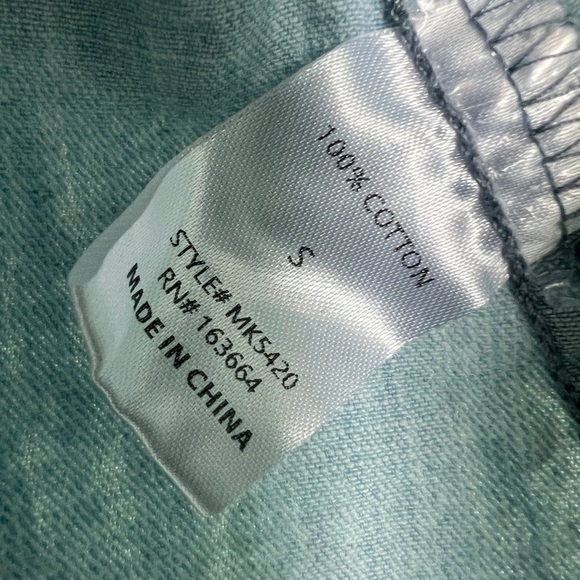 100% COTTON
S
STYLE# MK5420
RN# 163664
MADE IN CHINA